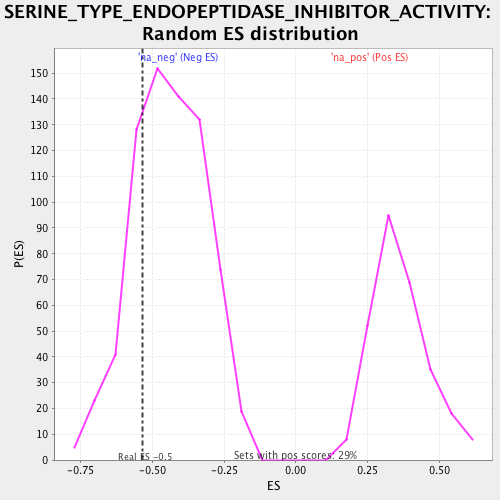 SERINE_TYPE_ENDOPEPTIDASE_INHIBITOR_ACTIVITY:
Random ES distribution
'na_neg' (Neg ES)
'na_pos' (Pos ES)
150
140
130
120
110
100
90
80
70
60
50
40
30
20
10
0
P(ES)
Real ES -0.5
Sets with pos scores: 29%
-0.75
-0.50
-0.25
0.00
0.25
0.50
ES